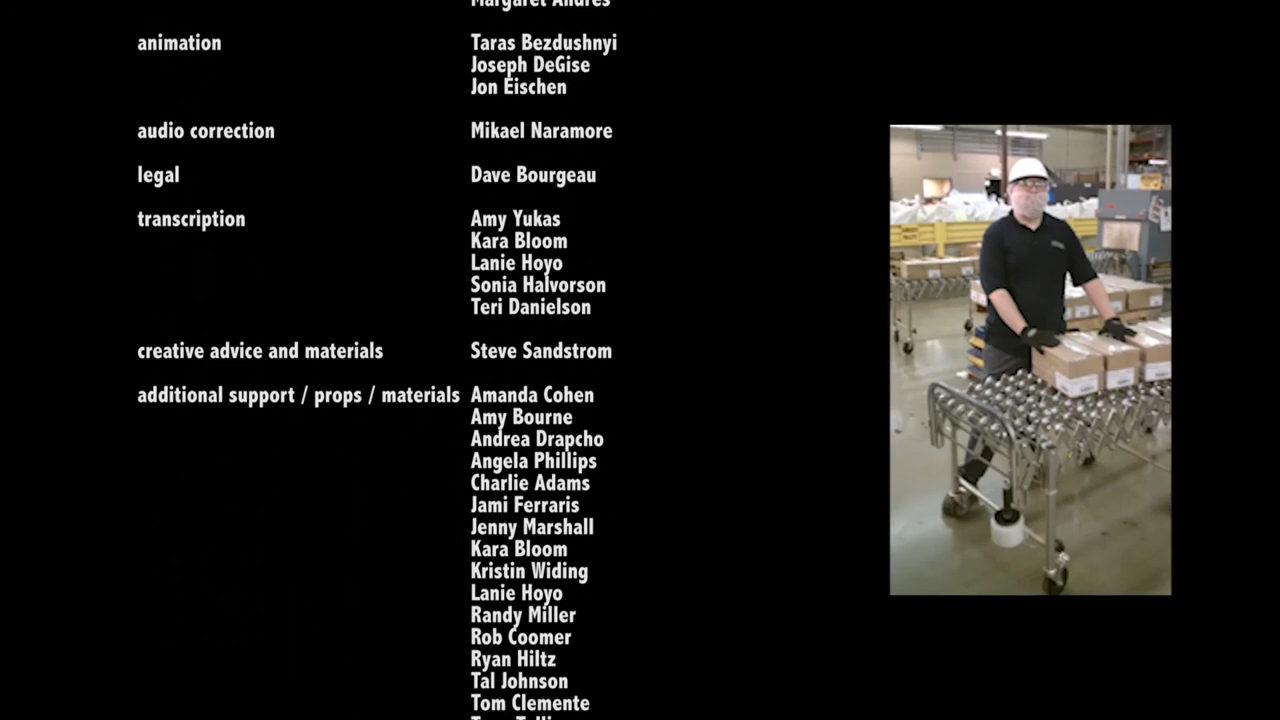 Margaret Andres
animation Taras Bezdushnyi
Joseph DeGise
Jon Eischen
audio correction Mikael Naramore
legal Dave Bourgeau
transcription Amy Yukas
Kara Bloom
Lanie Hoyo
Sonia Halvorson
Teri Danielson
creative advice and materials Steve Sandstrom
additional support / props / materials Amanda Cohen
Amy Bourne
Andrea Drapcho
Angela Phillips
Charlie Adams
Jami Ferraris
Jenny Marshall
Kara Bloom
Kristin Widing
Lanie Hoyo
Randy Miller
Rob Coomer
Ryan Hiltz
Tal Johnson
Tom Clemente